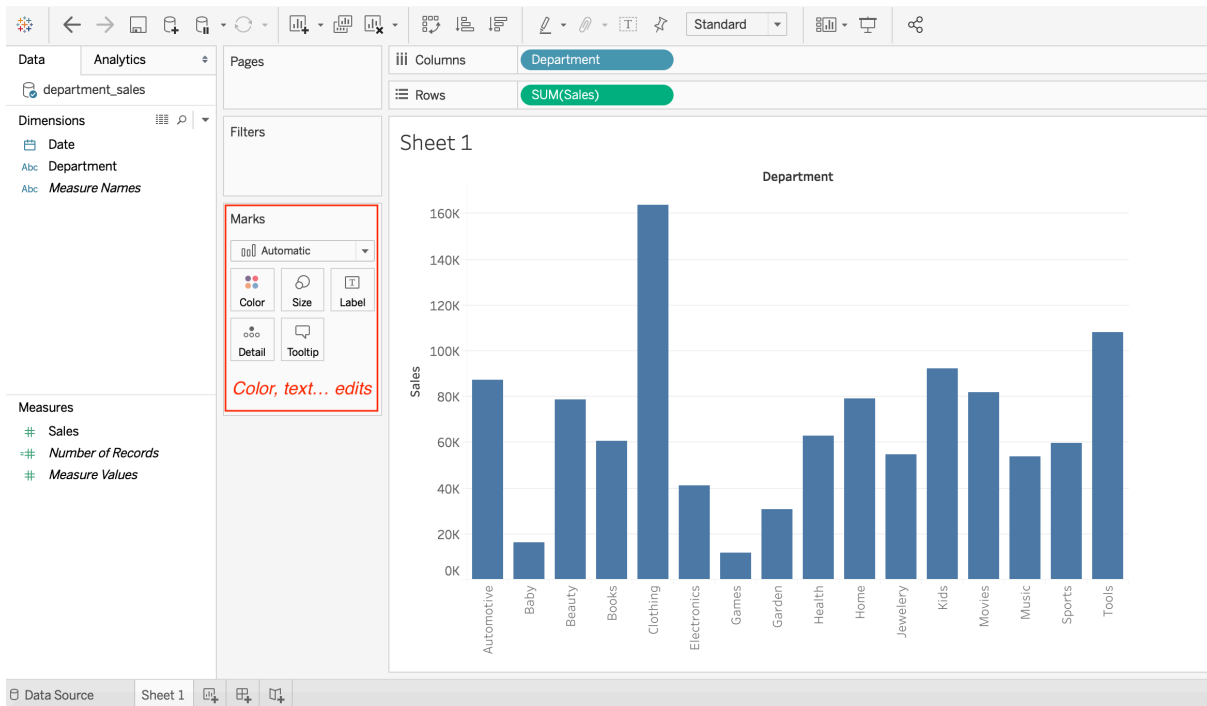 Standard
Data
Analytics
department_sales
Dimensions
Date
Abc Department
Abc Measure Names
Measures
Sales
Number of Records
Measure Values
Pages
Filters
Marks
Automatic
Color Size Label
Detail Tooltip
Color, text... edits
Columns Department
Rows SUM(Sales)
Sheet 1
Department
Sales
160K
140K
120K
100K
80K
60K
40K
20K
0K
Automotive
Baby
Beauty
Books
Clothing
Electronics
Games
Garden
Health
Home
Jewelery
Kids
Movies
Music
Sports
Tools
Data Source
Sheet 1